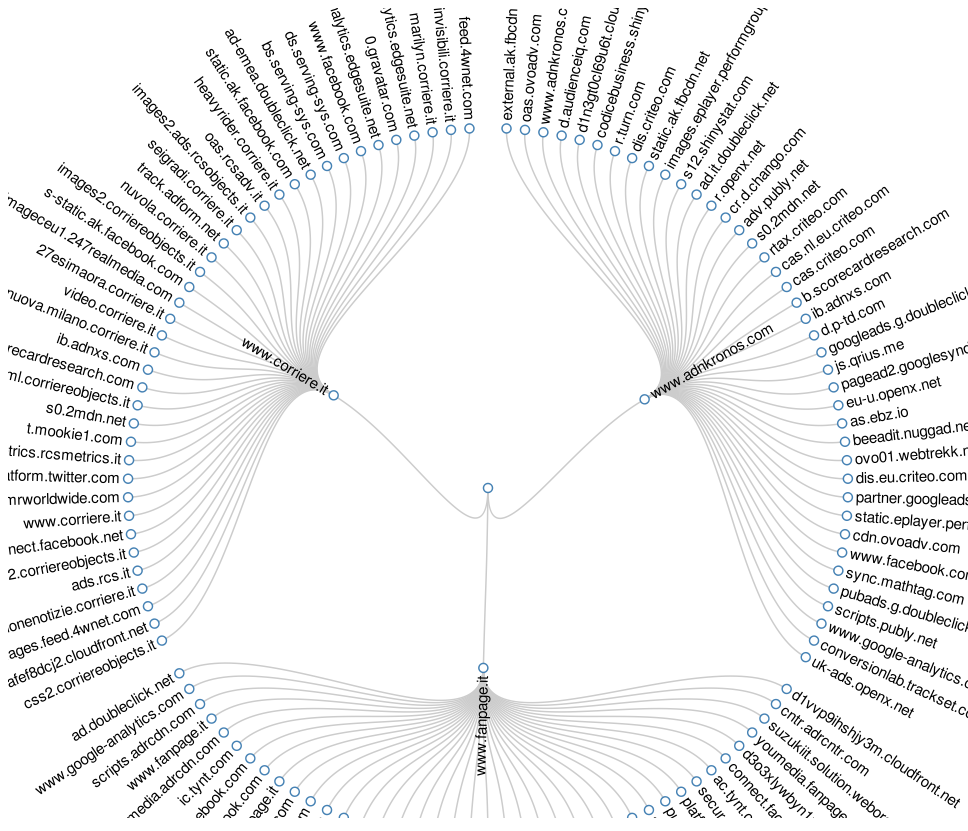 feed.4wnet.com
invisibili.corriere.it
marilyn.corriere.it
ytics.edgesuite.net
0.gravatar.com
alytics.edgesuite.net
www.facebook.com
ds.serving-sys.com
bs.serving-sys.com
ad-emea.doubleclick.net
static.ak.facebook.com
heavyrider.corriere.it
oas.rcsadv.it
images2.ads.rcsobjects.it
seigradi.corriere.it
track.adform.net
nuvola.corriere.it
images2.corriereobjects.it
s-static.ak.facebook.com
mageceu1.247realmedia.com
27esimaora.corriere.it
video.corriere.it
nuova.milano.corriere.it
ib.adnxs.com
recardresearch.com
ml.corriereobjects.it
s0.2mdn.net
t.mookie1.com
trics.rcsmetrics.it
atform.twitter.com
mrworldwide.com
www.corriere.it
nect.facebook.net
2.corriereobjects.it
ads.rcs.it
onenotizie.corriere.it
ages.feed.4wnet.com
afef8dcj2.cloudfront.net
css2.corriereobjects.it
www.corriere.it
external.ak.fbcdn
oas.ovoadv.com
www.adnkronos.c
d.audienceiq.com
d1n3gt0cl69u6t.clou
codicebusiness.shiny
r.turn.com
dis.criteo.com
static.ak.fbcdn.net
images.eplayer.performgroup
s12.shinystat.com
ad.it.doubleclick.net
r.openx.net
cr.d.chango.com
adv.publy.net
s0.2mdn.net
rtax.criteo.com
cas.nl.eu.criteo.com
cas.criteo.com
b.scorecardresearch.com
ib.adnxs.com
d.p-td.com
googleads.g.doubleclic
js.qrius.me
pagead2.googlesynd
eu-u.openx.net
as.ebz.io
beeadit.nuggad.ne
ovo01.webtrekk.n
dis.eu.criteo.com
partner.googleads
static.eplayer.perf
cdn.ovoadv.com
www.facebook.com
sync.mathtag.com
pubads.g.doubleclick
scripts.publy.net
www.google-analytics.c
conversionlab.trackset.co
uk-ads.openx.net
www.adnkronos.com
ad.doubleclick.net
www.google-analytics.com
scripts.adrcdn.com
www.fanpage.it
media.adrcdn.com
ic.tynt.com
ebook.com
ook.com
page.it
om
www.fanpage.it
d1vvp9ihshjy3m.cloudfront.net
cntr.adrcntr.com
suzukiit.solution.webor
youmedia.fanpage
d3o3xlywbyn1
connect.fac
ac.tynt.c
secur
platf